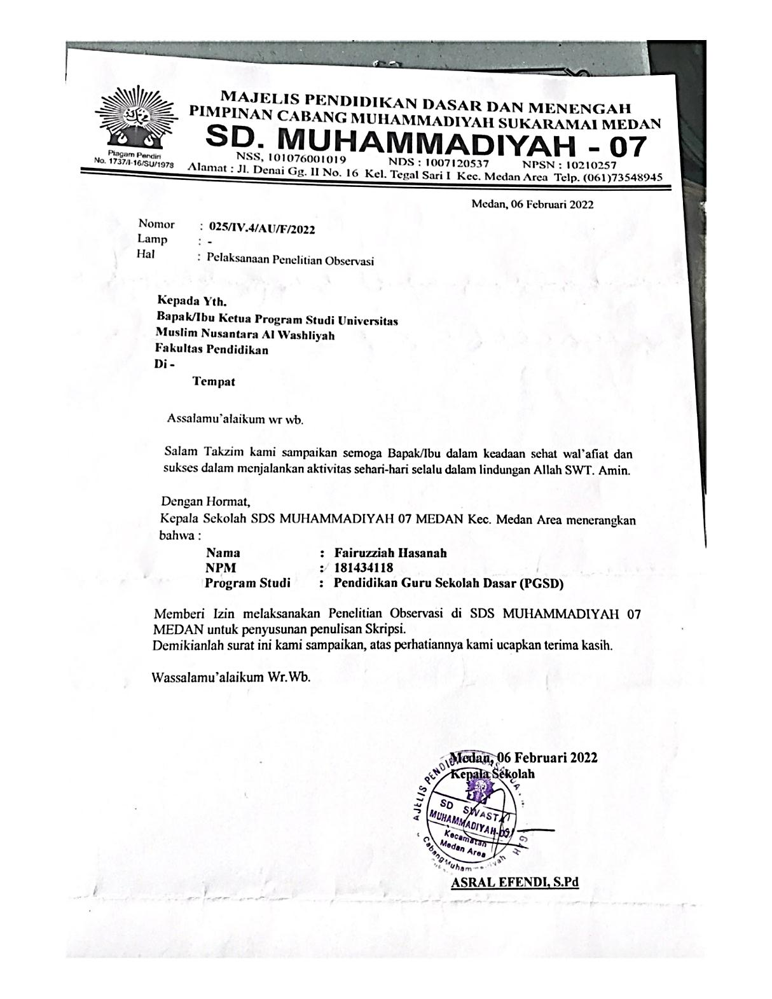 MAJELIS PENDIDIKAN DASAR DAN MENENGAH
PIMPINAN CABANG MUHAMMADIYAH SUKARAMAI MEDAN
SD. MUHAMMADIYAH - 07
Piagam Pendiri
No. 1737/I-16/SU/1978
NSS, 101076001019 NDS : 1007120537 NPSN : 10210257
Alamat : Jl. Denai Gg. II No. 16 Kel. Tegal Sari I Kec. Medan Area Telp. (061)73548945
Medan, 06 Februari 2022
Nomor : 025/IV.4/AU/F/2022
Lamp : -
Hal : Pelaksanaan Penelitian Observasi
Kepada Yth.
Bapak/Ibu Ketua Program Studi Universitas
Muslim Nusantara Al Washliyah
Fakultas Pendidikan
Di -
Tempat
Assalamu'alaikum wr wb.
Salam Takzim kami sampaikan semoga Bapak/Ibu dalam keadaan sehat wal'afiat dan
sukses dalam menjalankan aktivitas sehari-hari selalu dalam lindungan Allah SWT. Amin.
Dengan Hormat,
Kepala Sekolah SDS MUHAMMADIYAH 07 MEDAN Kec. Medan Area menerangkan
bahwa :
Nama : Fairuzziah Hasanah
NPM : 181434118
Program Studi : Pendidikan Guru Sekolah Dasar (PGSD)
Memberi Izin melaksanakan Penelitian Observasi di SDS MUHAMMADIYAH 07
MEDAN untuk penyusunan penulisan Skripsi.
Demikianlah surat ini kami sampaikan, atas perhatiannya kami ucapkan terima kasih.
Wassalamu'alaikum Wr.Wb.
Medan, 06 Februari 2022
Kepala Sekolah
SD SWASTA
MUHAMMADIYAH-
Kecamatan
Medan Area
ASRAL EFENDI, S.Pd